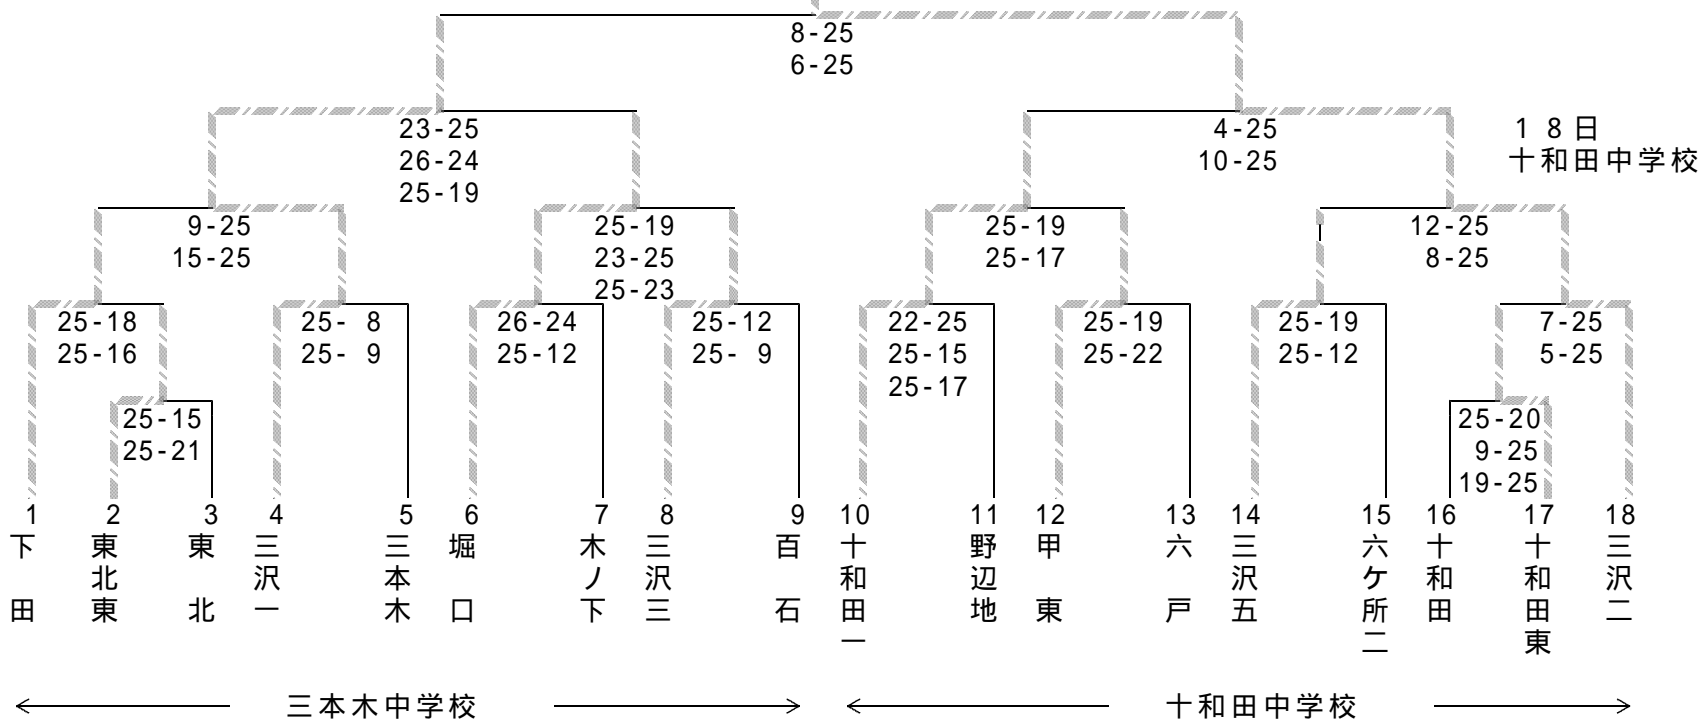 8-25
6-25
23-25
26-24
25-19
4-25
10-25
18日
十和田中学校
9-25
15-25
25-19
23-25
25-23
25-19
25-17
12-25
8-25
25-18
25-16
25- 8
25- 9
26-24
25-12
25-12
25- 9
22-25
25-15
25-17
25-19
25-22
25-19
25-12
7-25
5-25
25-15
25-21
25-20
9-25
19-25
1 2 3 4 5 6 7 8 9 10 11 12 13 14 15 16 17 18
下田
東北東
東北
三沢一
三本木
堀口
木ノ下
三沢三
百石
十和田一
野辺地
甲東
六戸
三沢五
六ケ所二
十和田
十和田東
三沢二
三本木中学校
十和田中学校